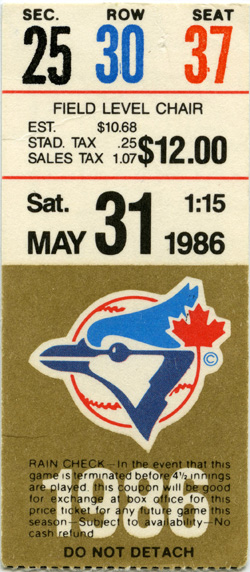 SEC. ROW SEAT
25 30 37
FIELD LEVEL CHAIR
EST. $10.68
STAD. TAX .25
SALES TAX 1.07 $12.00
Sat. 31 1:15
MAY 1986
©
RAIN CHECK—In the event that this
game is terminated before 4½ innings
are played, this coupon will be good
for exchange at box office for this
price ticket for any future game this
season—Subject to availability—No
cash refund
DO NOT DETACH